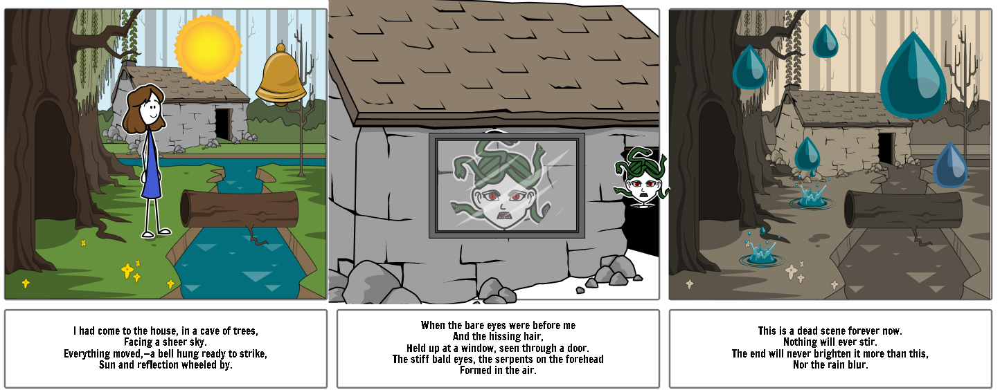 I had come to the house, in a cave of trees,
Facing a sheer sky.
Everything moved,—a bell hung ready to strike,
Sun and reflection wheeled by.
When the bare eyes were before me
And the hissing hair,
Held up at a window, seen through a door.
The stiff bald eyes, the serpents on the forehead
Formed in the air.
This is a dead scene forever now.
Nothing will ever stir.
The end will never brighten it more than this,
Nor the rain blur.